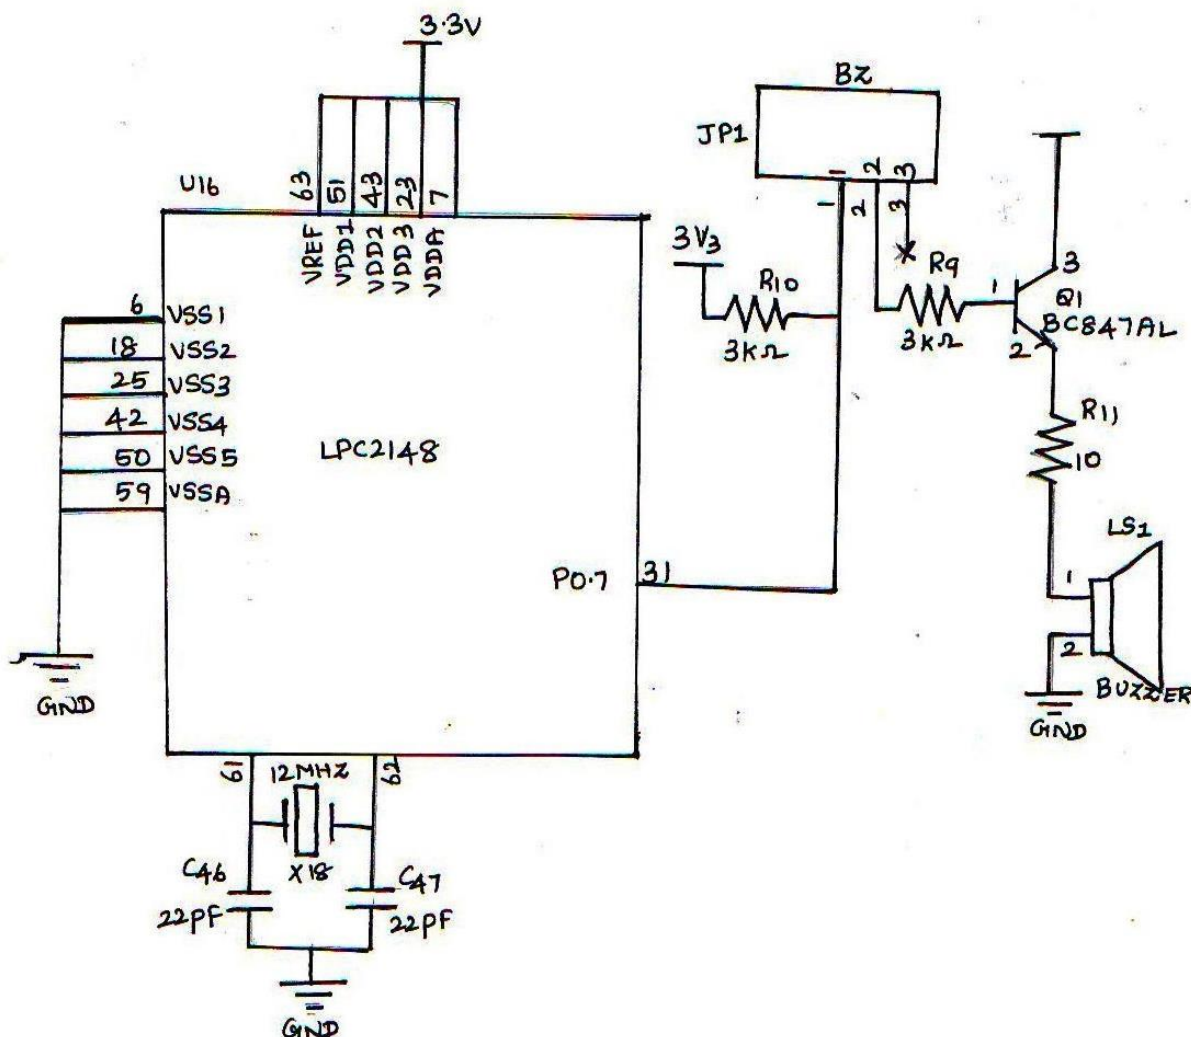 3.3V
BZ
JP1
1 2 3
1 2 3
U16
63 51 43 23 7
VREF VDD1 VDD2 VDD3 VDDA
3V3
R10
3KΩ
R9
3KΩ
1
3
Q1
BC847AL
2
6 VSS1
18 VSS2
25 VSS3
42 VSS4
50 VSS5
59 VSSA
LPC2148
R11
10
P0.7 31
LS1
1
2
BUZZER
GND
GND
61 12MHZ 62
X18
C46
22PF
C47
22PF
GND